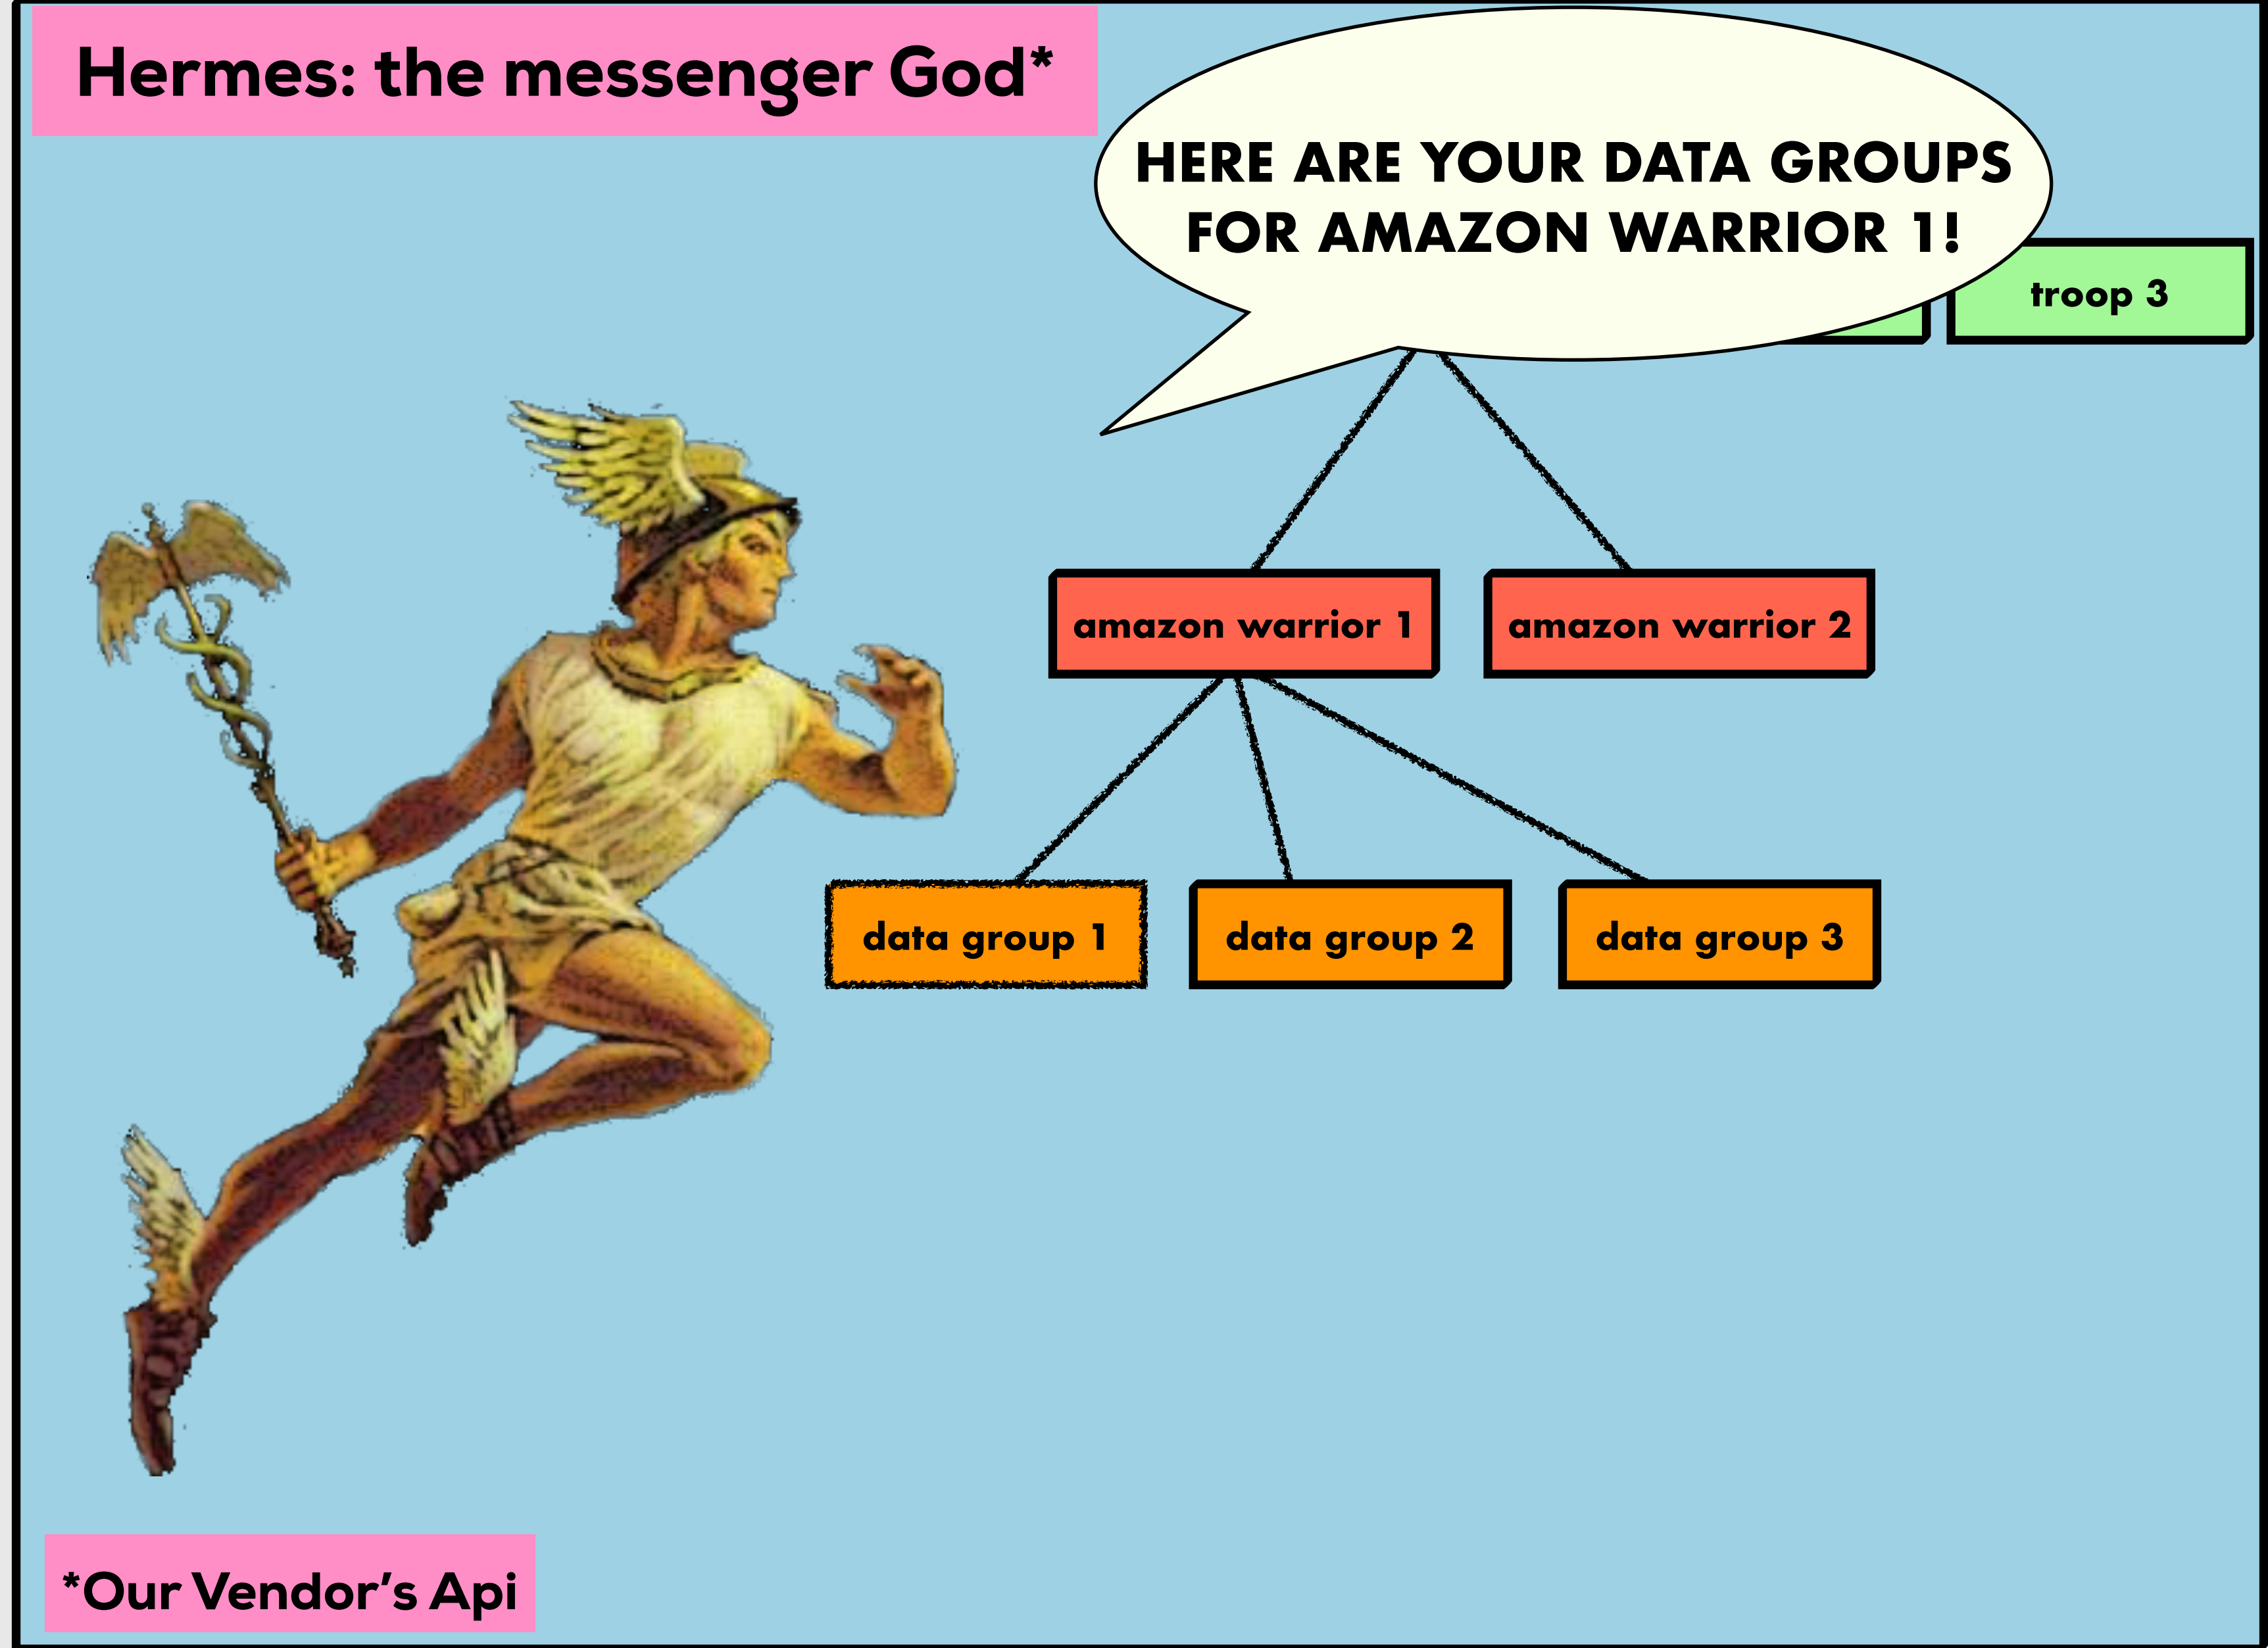 Hermes: the messenger God*
HERE ARE YOUR DATA GROUPS
FOR AMAZON WARRIOR 1!
troop 3
amazon warrior 1
amazon warrior 2
data group 1
data group 2
data group 3
*Our Vendor's Api